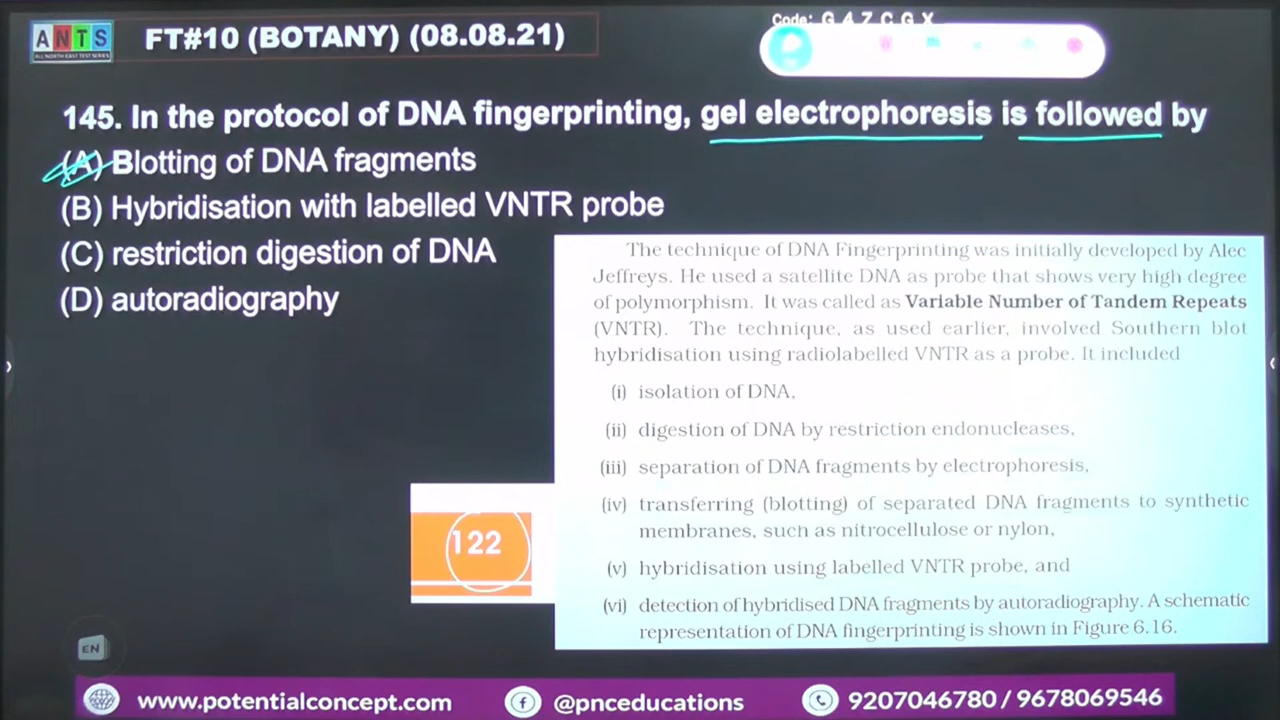 ANTS
ALL NORTH EAST TEST SERIES
FT#10 (BOTANY) (08.08.21)
Code: G 4 Z C G X
145. In the protocol of DNA fingerprinting, gel electrophoresis is followed by
(A) Blotting of DNA fragments
(B) Hybridisation with labelled VNTR probe
(C) restriction digestion of DNA
(D) autoradiography
The technique of DNA Fingerprinting was initially developed by Alec
Jeffreys. He used a satellite DNA as probe that shows very high degree
of polymorphism. It was called as Variable Number of Tandem Repeats
(VNTR). The technique, as used earlier, involved Southern blot
hybridisation using radiolabelled VNTR as a probe. It included
(i) isolation of DNA,
(ii) digestion of DNA by restriction endonucleases,
(iii) separation of DNA fragments by electrophoresis,
(iv) transferring (blotting) of separated DNA fragments to synthetic
membranes, such as nitrocellulose or nylon,
(v) hybridisation using labelled VNTR probe, and
(vi) detection of hybridised DNA fragments by autoradiography. A schematic
representation of DNA fingerprinting is shown in Figure 6.16.
122
EN
www.potentialconcept.com
@pnceducations
9207046780 / 9678069546